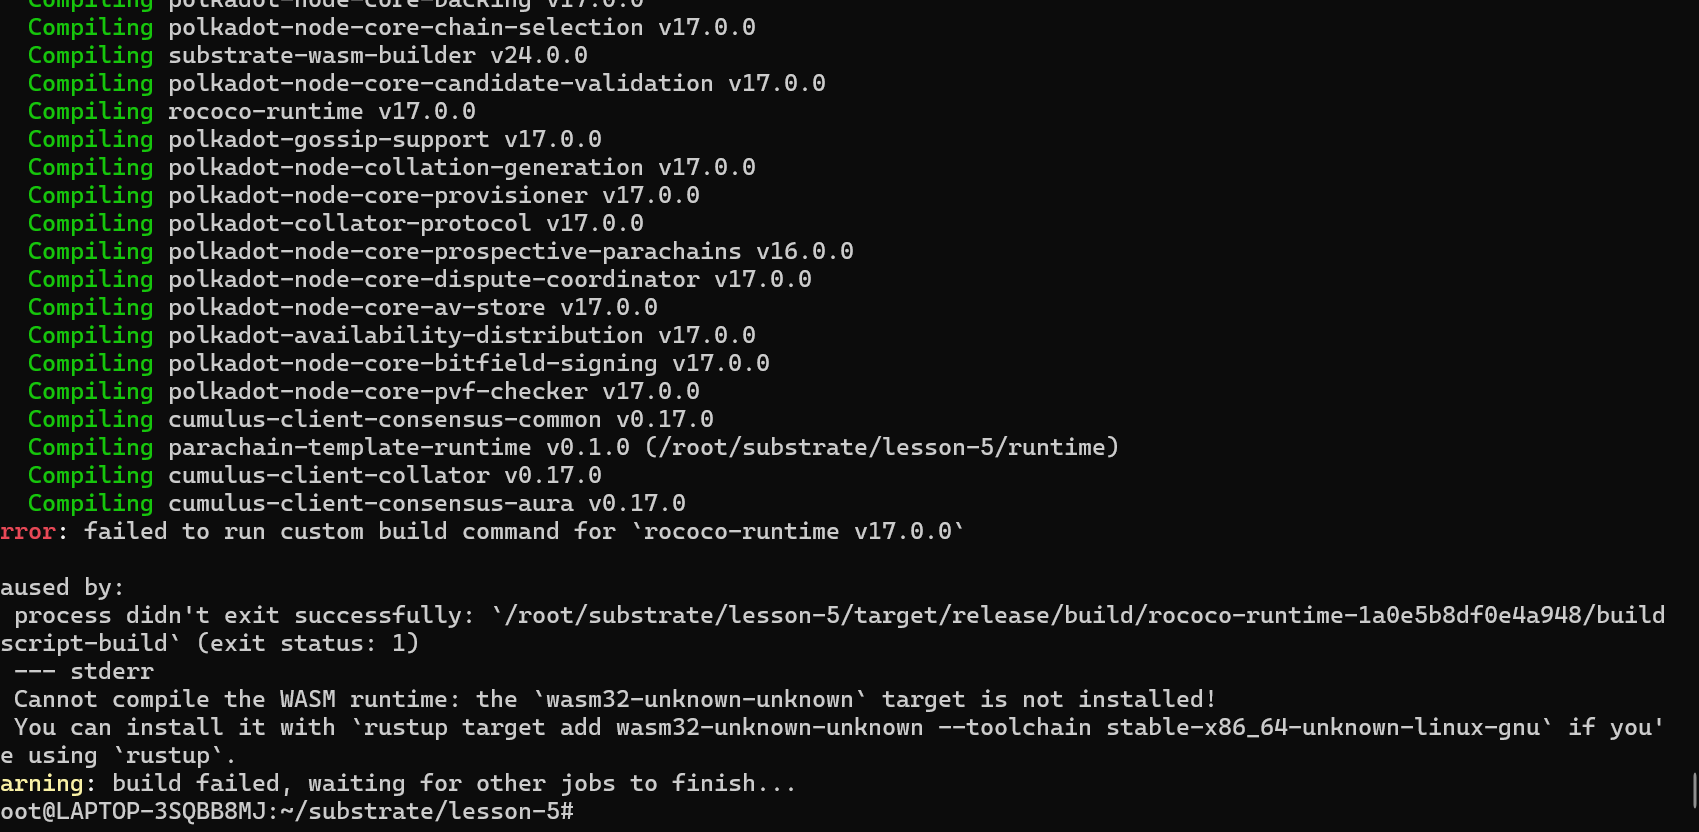 Compiling polkadot-node-core-backing v17.0.0
Compiling polkadot-node-core-chain-selection v17.0.0
Compiling substrate-wasm-builder v24.0.0
Compiling polkadot-node-core-candidate-validation v17.0.0
Compiling rococo-runtime v17.0.0
Compiling polkadot-gossip-support v17.0.0
Compiling polkadot-node-collation-generation v17.0.0
Compiling polkadot-node-core-provisioner v17.0.0
Compiling polkadot-collator-protocol v17.0.0
Compiling polkadot-node-core-prospective-parachains v16.0.0
Compiling polkadot-node-core-dispute-coordinator v17.0.0
Compiling polkadot-node-core-av-store v17.0.0
Compiling polkadot-availability-distribution v17.0.0
Compiling polkadot-node-core-bitfield-signing v17.0.0
Compiling polkadot-node-core-pvf-checker v17.0.0
Compiling cumulus-client-consensus-common v0.17.0
Compiling parachain-template-runtime v0.1.0 (/root/substrate/lesson-5/runtime)
Compiling cumulus-client-collator v0.17.0
Compiling cumulus-client-consensus-aura v0.17.0
rror: failed to run custom build command for `rococo-runtime v17.0.0`
aused by:
process didn't exit successfully: `/root/substrate/lesson-5/target/release/build/rococo-runtime-1a0e5b8df0e4a948/build
script-build` (exit status: 1)
--- stderr
Cannot compile the WASM runtime: the `wasm32-unknown-unknown` target is not installed!
You can install it with `rustup target add wasm32-unknown-unknown --toolchain stable-x86_64-unknown-linux-gnu` if you'
e using `rustup`.
arning: build failed, waiting for other jobs to finish...
oot@LAPTOP-3SQBB8MJ:~/substrate/lesson-5#